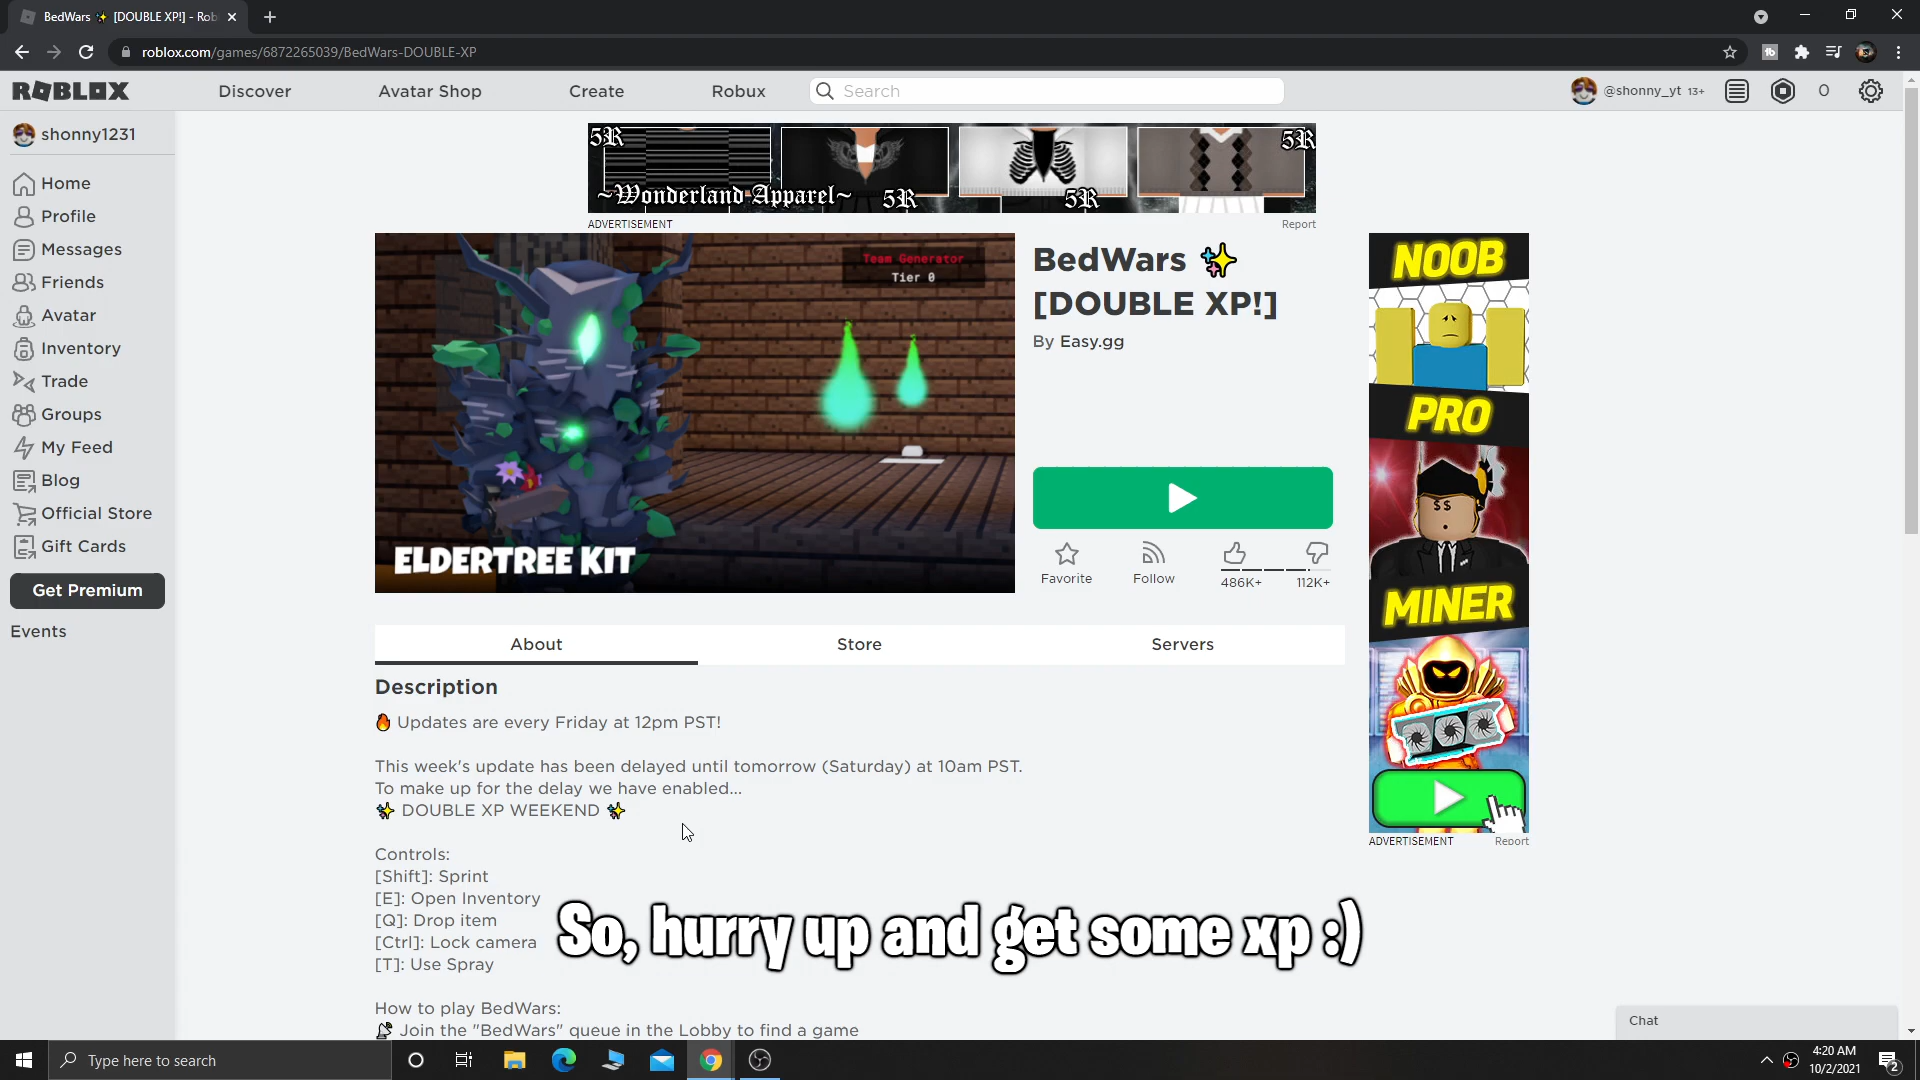 BedWars ✨ [DOUBLE XP!] - Rob
roblox.com/games/6872265039/BedWars-DOUBLE-XP
ROBLOX
Discover
Avatar Shop
Create
Robux
Search
@shonny_yt 13+
0
shonny1231
Home
Profile
Messages
Friends
Avatar
Inventory
Trade
Groups
My Feed
Blog
Official Store
Gift Cards
Get Premium
Events
5R
5R
~Wonderland Apparel~
5R
5R
ADVERTISEMENT
Report
Team Generator
Tier 0
ELDERTREE KIT
BedWars ✨
[DOUBLE XP!]
By Easy.gg
Favorite
Follow
486K+
112K+
NOOB
PRO
$$
MINER
ADVERTISEMENT
Report
About
Store
Servers
Description
🔥 Updates are every Friday at 12pm PST!
This week's update has been delayed until tomorrow (Saturday) at 10am PST.
To make up for the delay we have enabled...
✨ DOUBLE XP WEEKEND ✨
Controls:
[Shift]: Sprint
[E]: Open Inventory
[Q]: Drop item
[Ctrl]: Lock camera
[T]: Use Spray
So, hurry up and get some xp :)
How to play BedWars:
Join the "BedWars" queue in the Lobby to find a game
Chat
Type here to search
4:20 AM
10/2/2021
2